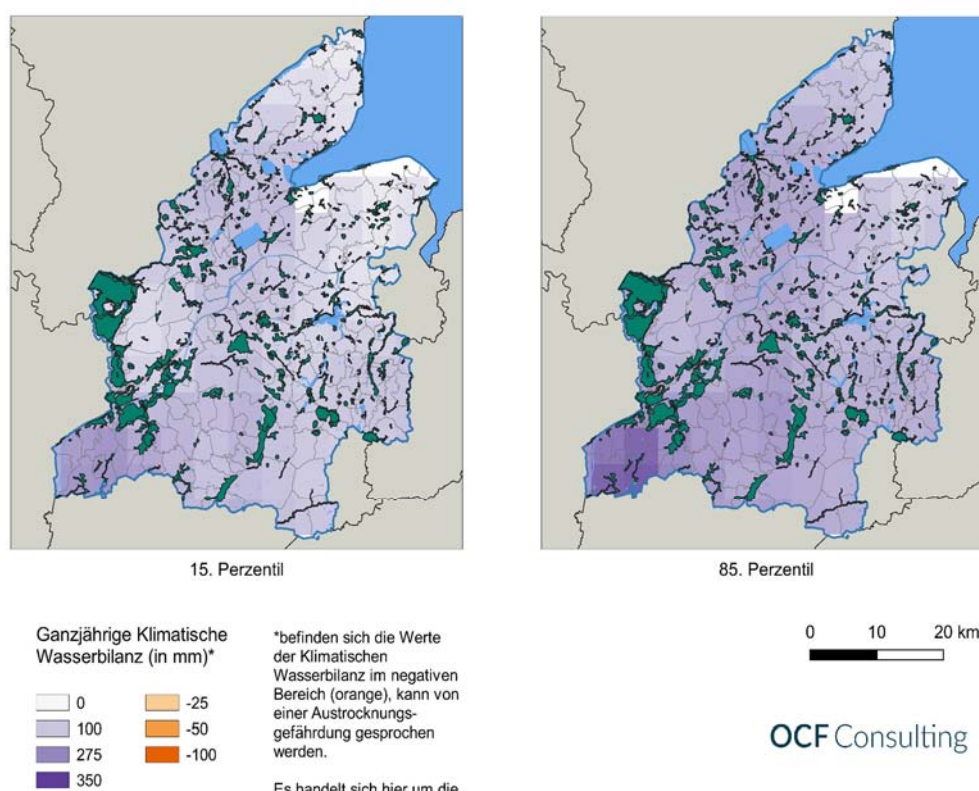 15. Perzentil
85. Perzentil
Ganzjährige Klimatische
Wasserbilanz (in mm)*
0
100
275
350
-25
-50
-100
*befinden sich die Werte
der Klimatischen
Wasserbilanz im negativen
Bereich (orange), kann von
einer Austrocknungs-
gefährdung gesprochen
werden.
Es handelt sich hier um die
0 10 20 km
OCF Consulting